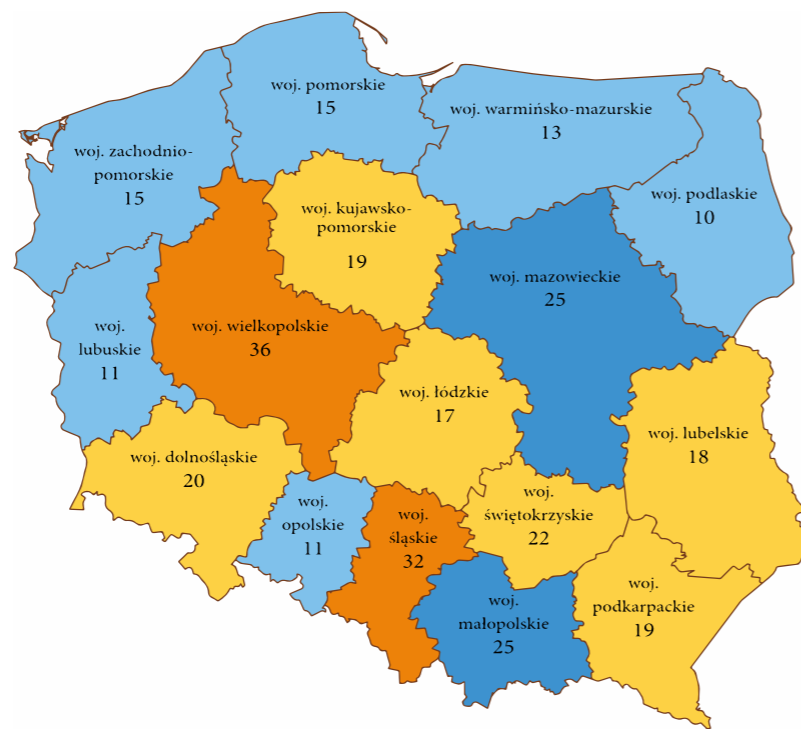 woj. pomorskie
15
woj. warmińsko-mazurskie
13
woj. zachodnio-
pomorskie
15
woj. podlaskie
10
woj. kujawsko-
pomorskie
19
woj. mazowieckie
25
woj. wielkopolskie
36
woj.
lubuskie
11
woj. łódzkie
17
woj. lubelskie
18
woj. dolnośląskie
20
woj.
opolskie
11
woj.
śląskie
32
woj.
świętokrzyskie
22
woj.
małopolskie
25
woj.
podkarpackie
19